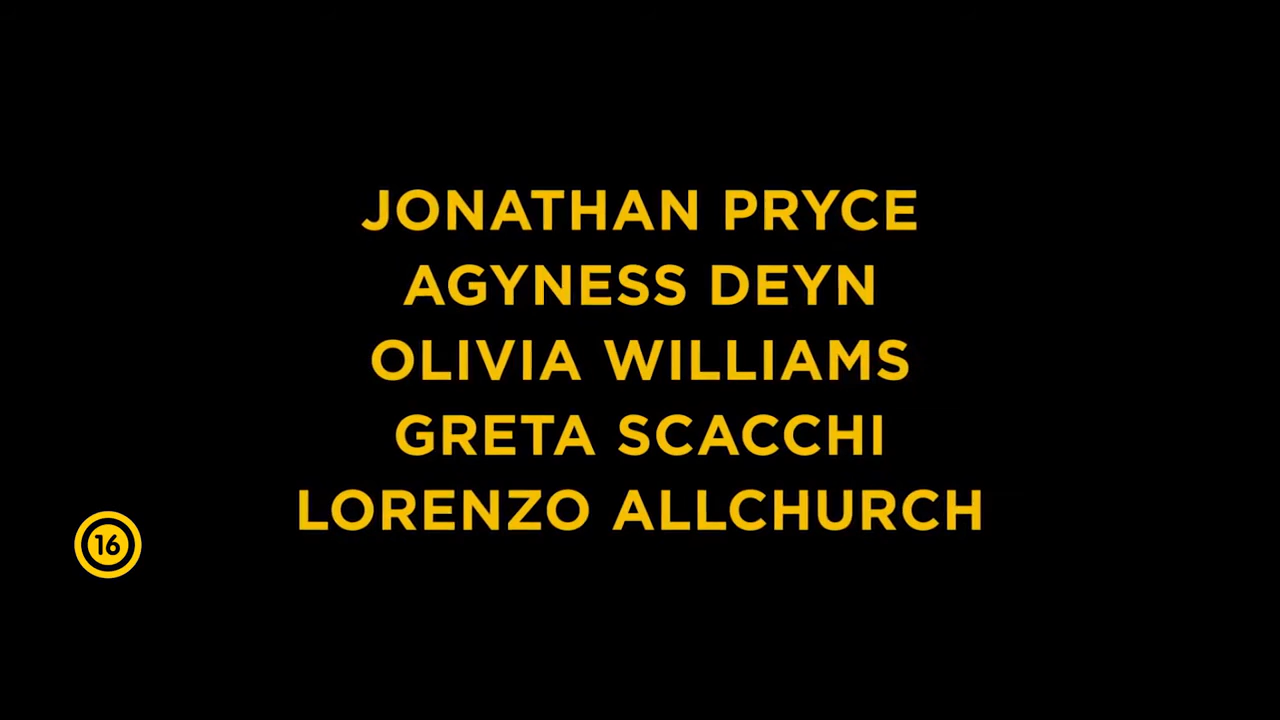 JONATHAN PRYCE
AGYNESS DEYN
OLIVIA WILLIAMS
GRETA SCACCHI
LORENZO ALLCHURCH
16